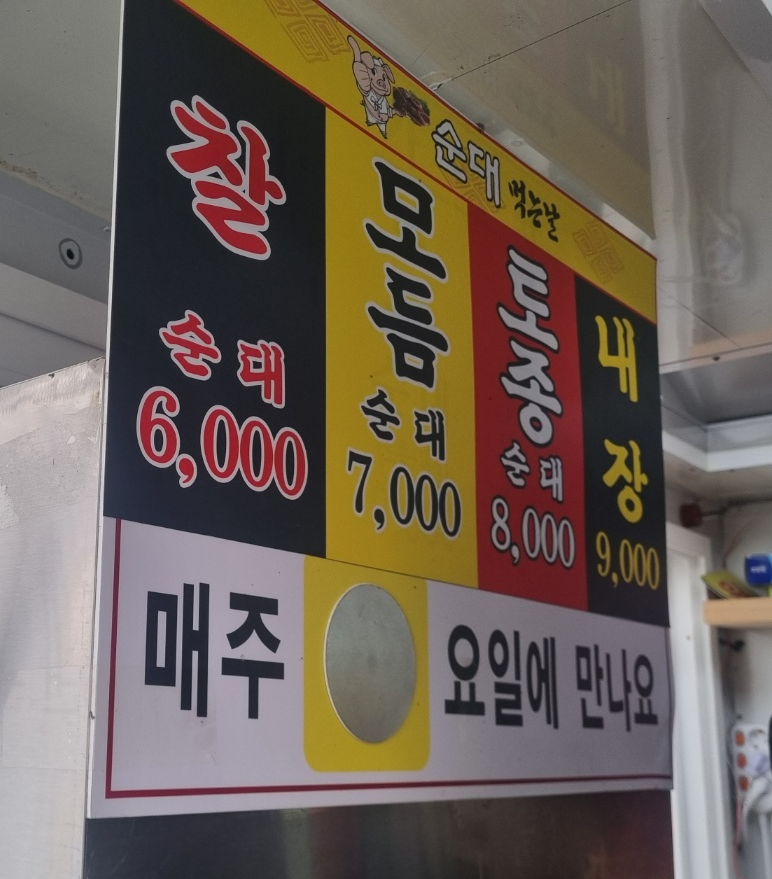 순대 먹는날
찰
순대
6,000
모듬
순대
7,000
토종
순대
8,000
내장
9,000
매주 요일에 만나요